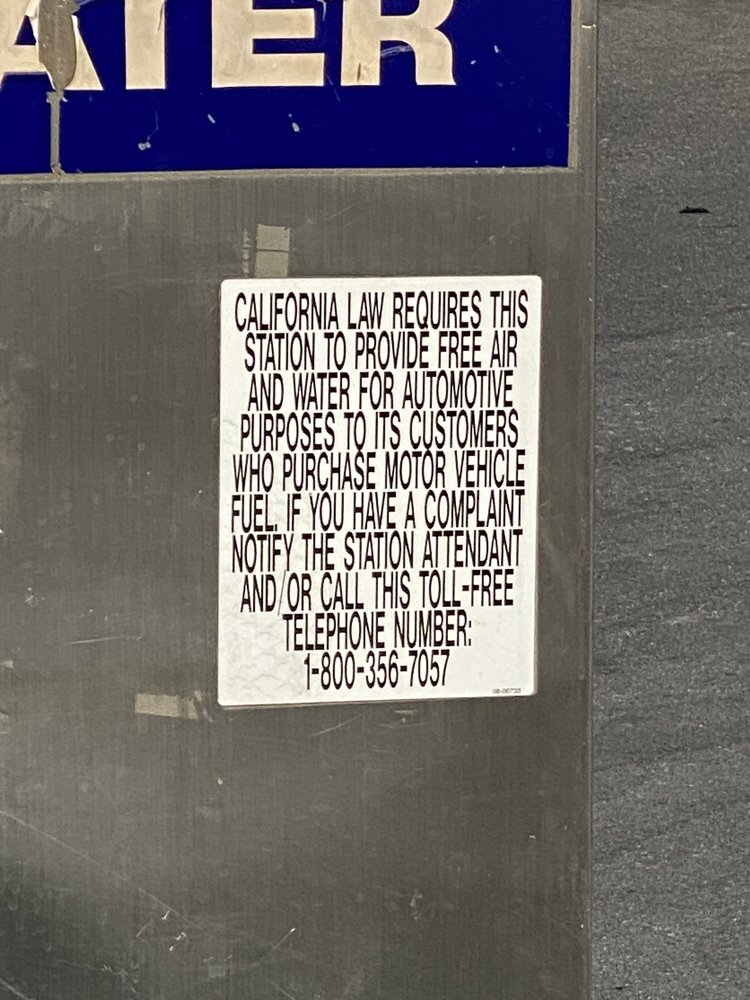 ATER
CALIFORNIA LAW REQUIRES THIS
STATION TO PROVIDE FREE AIR
AND WATER FOR AUTOMOTIVE
PURPOSES TO ITS CUSTOMERS
WHO PURCHASE MOTOR VEHICLE
FUEL. IF YOU HAVE A COMPLAINT
NOTIFY THE STATION ATTENDANT
AND/OR CALL THIS TOLL-FREE
TELEPHONE NUMBER:
1-800-356-7057